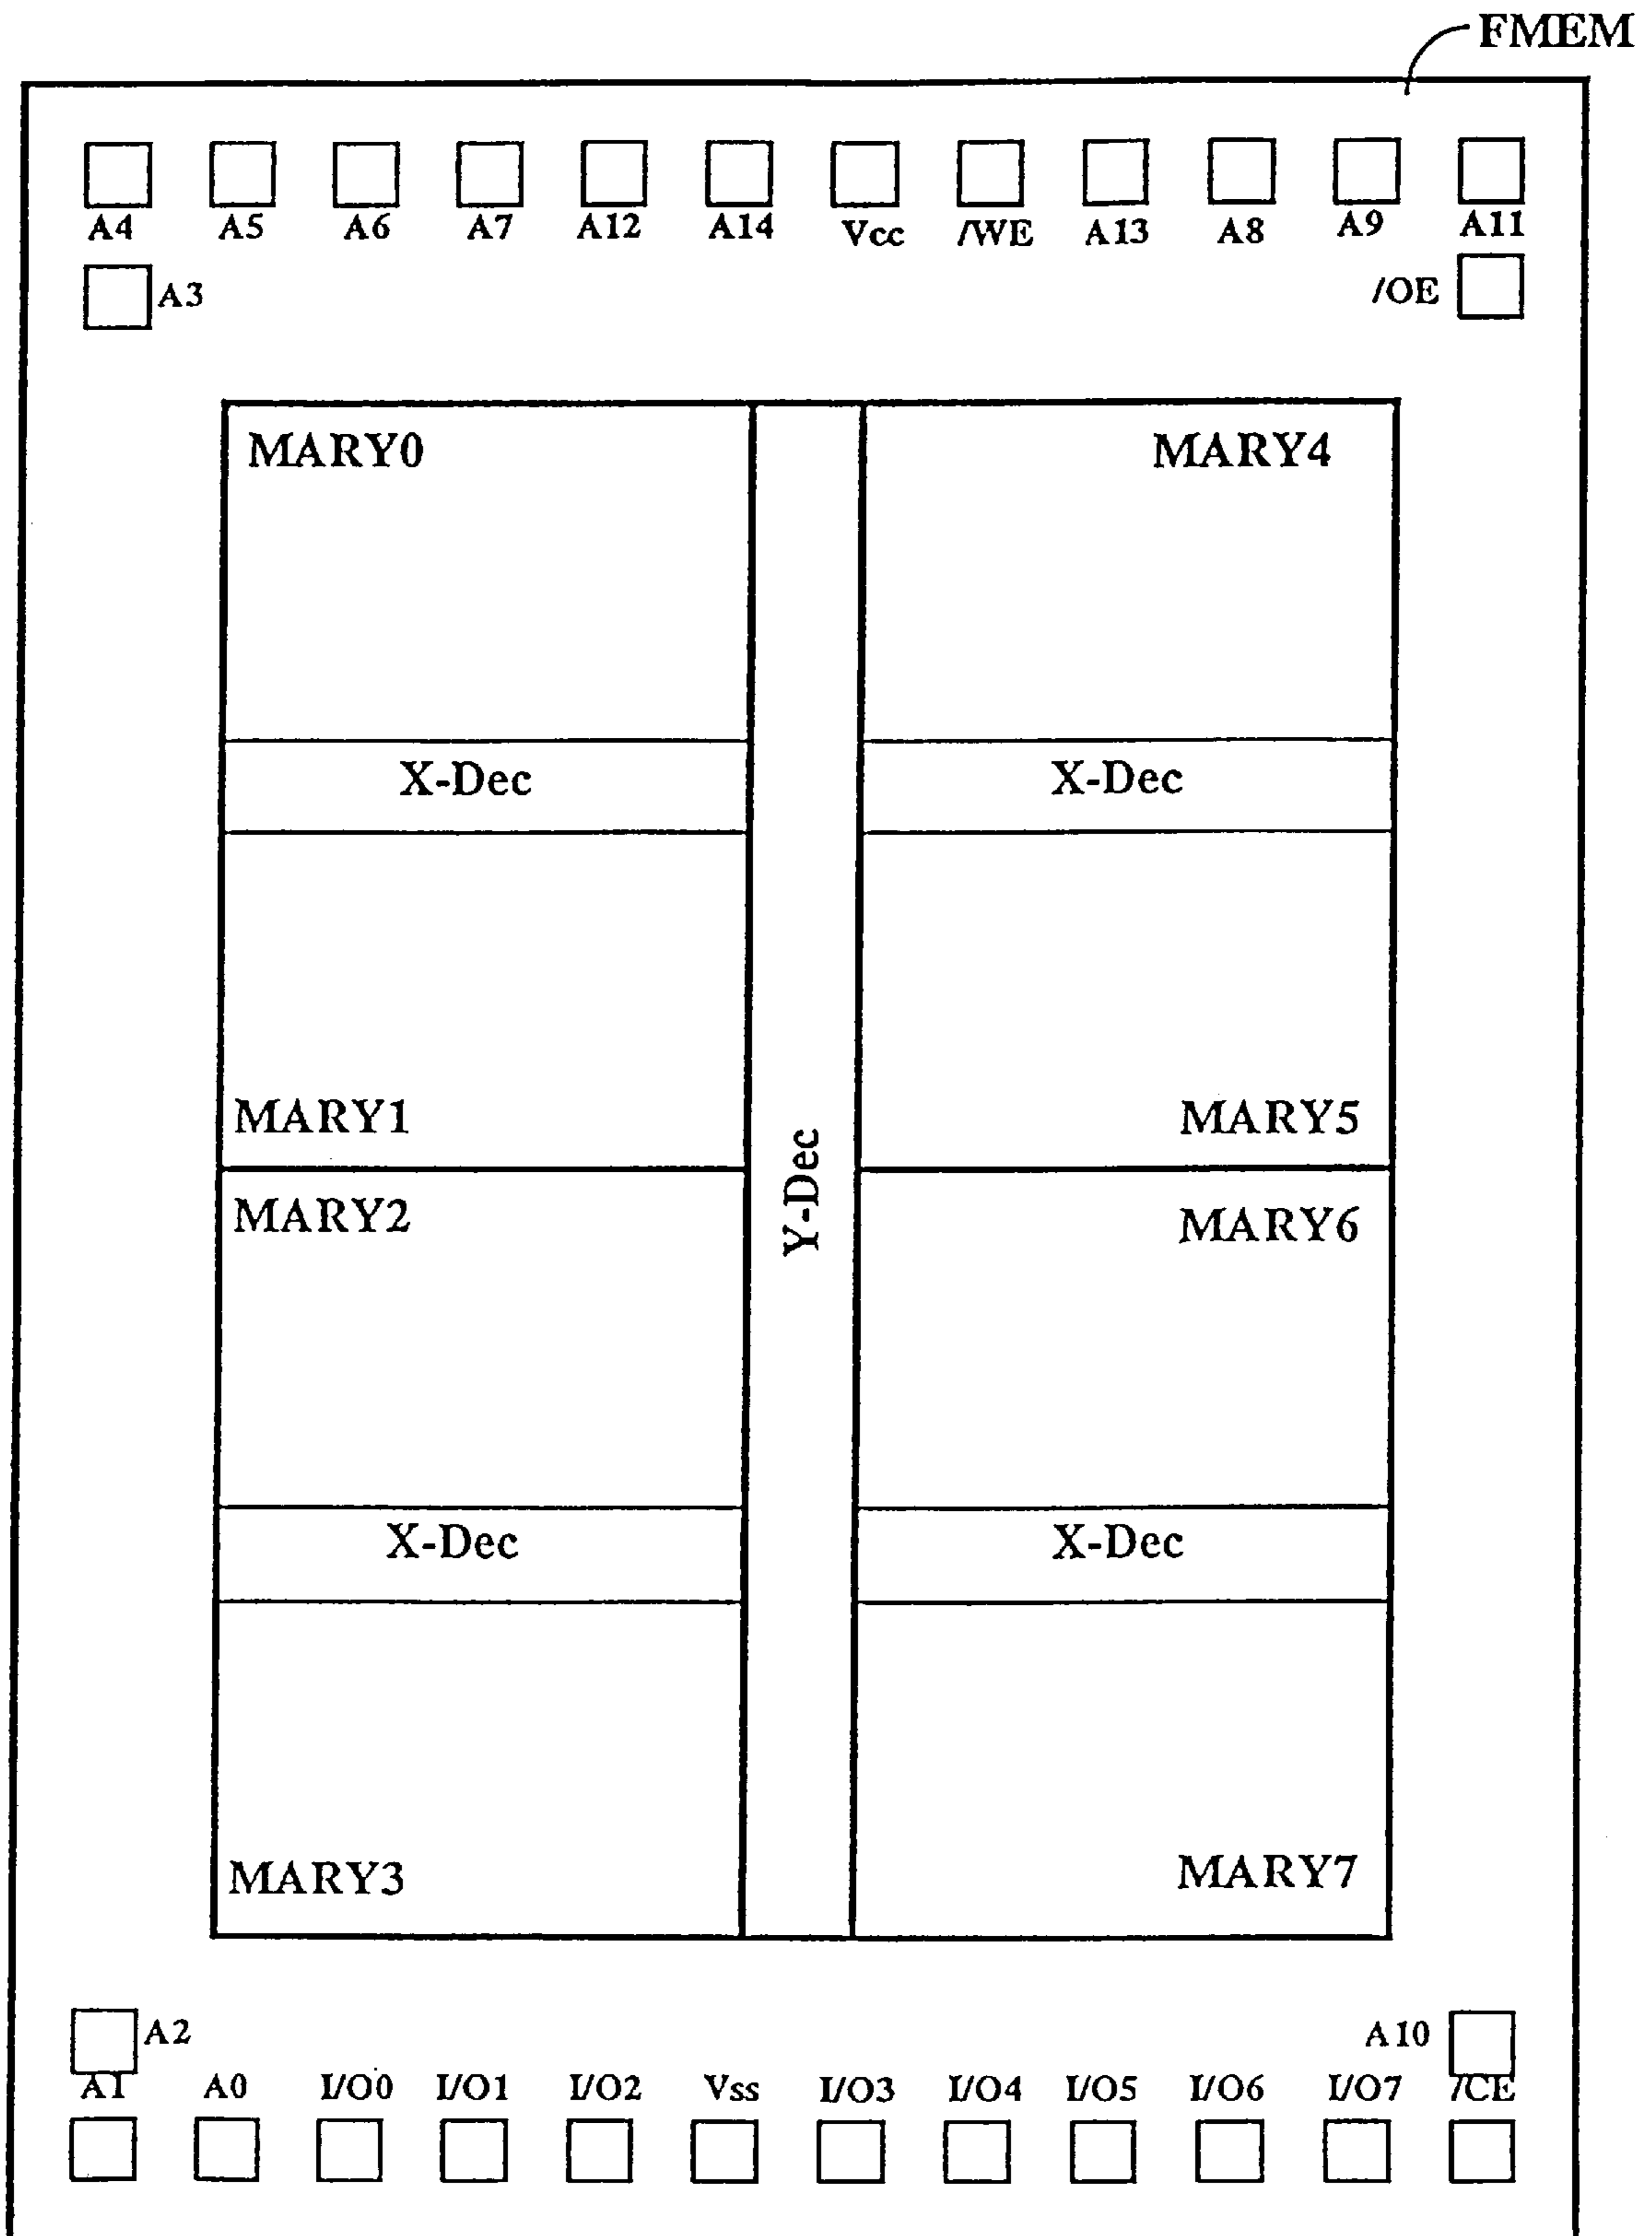 FMEM
A4 A5 A6 A7 A12 A14 Vcc /WE A13 A8 A9 A11
A3 /OE
MARY0 MARY4
X-Dec X-Dec
MARY1 MARY5
Y-Dec
MARY2 MARY6
X-Dec X-Dec
MARY3 MARY7
A2 A10
A1 A0 I/O0 I/O1 I/O2 Vss I/O3 I/O4 I/O5 I/O6 I/O7 /CE